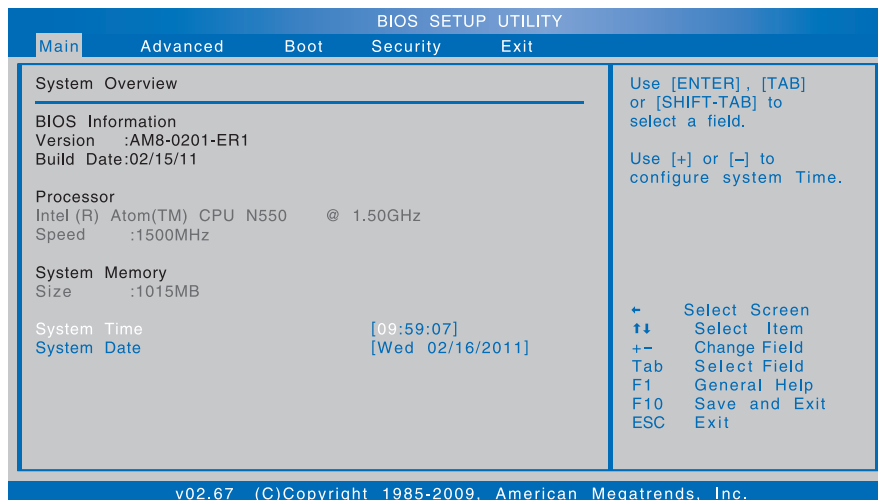 BIOS SETUP UTILITY
Main Advanced Boot Security Exit
System Overview
BIOS Information
Version :AM8-0201-ER1
Build Date:02/15/11
Processor
Intel (R) Atom(TM) CPU N550 @ 1.50GHz
Speed :1500MHz
System Memory
Size :1015MB
System Time [09:59:07]
System Date [Wed 02/16/2011]
Use [ENTER], [TAB]
or [SHIFT-TAB] to
select a field.
Use [+] or [–] to
configure system Time.
← Select Screen
↑↓ Select Item
+– Change Field
Tab Select Field
F1 General Help
F10 Save and Exit
ESC Exit
v02.67 (C)Copyright 1985-2009, American Megatrends, Inc.